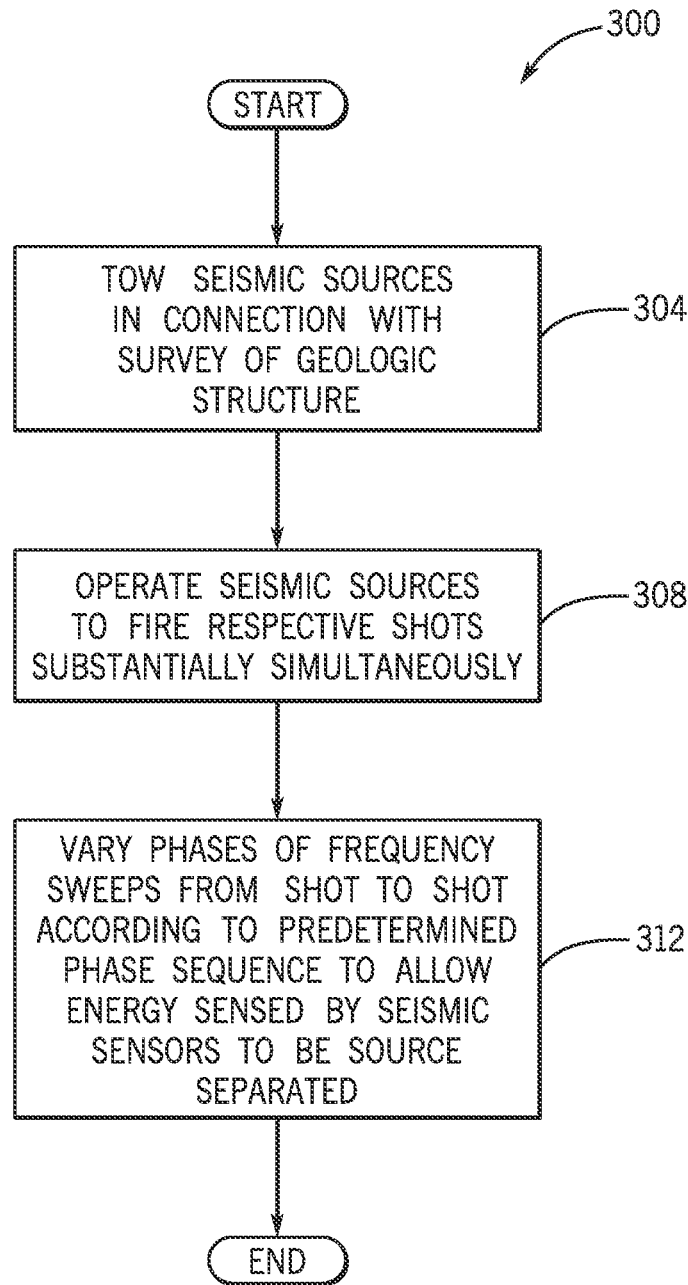 300
START
TOW SEISMIC SOURCES
IN CONNECTION WITH
SURVEY OF GEOLOGIC
STRUCTURE
304
OPERATE SEISMIC SOURCES
TO FIRE RESPECTIVE SHOTS
SUBSTANTIALLY SIMULTANEOUSLY
308
VARY PHASES OF FREQUENCY
SWEEPS FROM SHOT TO SHOT
ACCORDING TO PREDETERMINED
PHASE SEQUENCE TO ALLOW
ENERGY SENSED BY SEISMIC
SENSORS TO BE SOURCE
SEPARATED
312
END